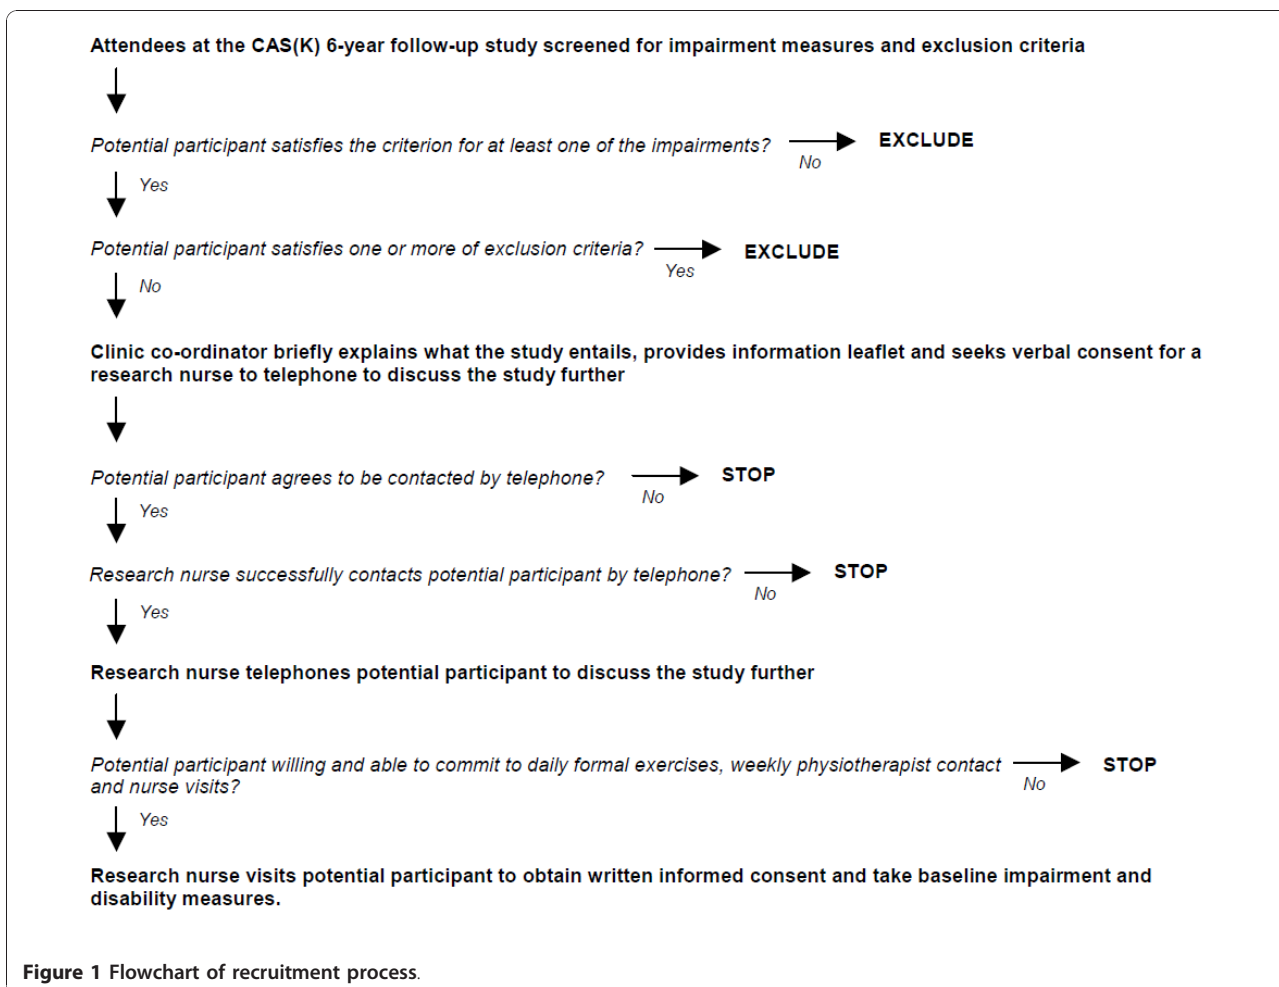 Attendees at the CAS(K) 6-year follow-up study screened for impairment measures and exclusion criteria
Potential participant satisfies the criterion for at least one of the impairments?
No
EXCLUDE
Yes
Potential participant satisfies one or more of exclusion criteria?
Yes
EXCLUDE
No
Clinic co-ordinator briefly explains what the study entails, provides information leaflet and seeks verbal consent for a
research nurse to telephone to discuss the study further
Potential participant agrees to be contacted by telephone?
No
STOP
Yes
Research nurse successfully contacts potential participant by telephone?
No
STOP
Yes
Research nurse telephones potential participant to discuss the study further
Potential participant willing and able to commit to daily formal exercises, weekly physiotherapist contact
and nurse visits?
No
STOP
Yes
Research nurse visits potential participant to obtain written informed consent and take baseline impairment and
disability measures.
Figure 1 Flowchart of recruitment process.